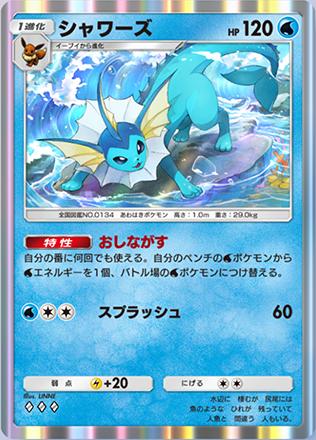 1進化
シャワーズ
HP 120
イーブイから進化
全国図鑑NO.0134 あわはきポケモン 高さ:1.0m 重さ:29.0kg
特性 おしながす
自分の番に何回でも使える。自分のベンチの ポケモンから
エネルギーを1個、バトル場の ポケモンにつけ替える。
スプラッシュ 60
弱点 +20 にげる
Illus. LINNE
水辺に 棲むが 尻尾には
魚のような ひれが 残っていて
人魚と 間違う 人もいる。